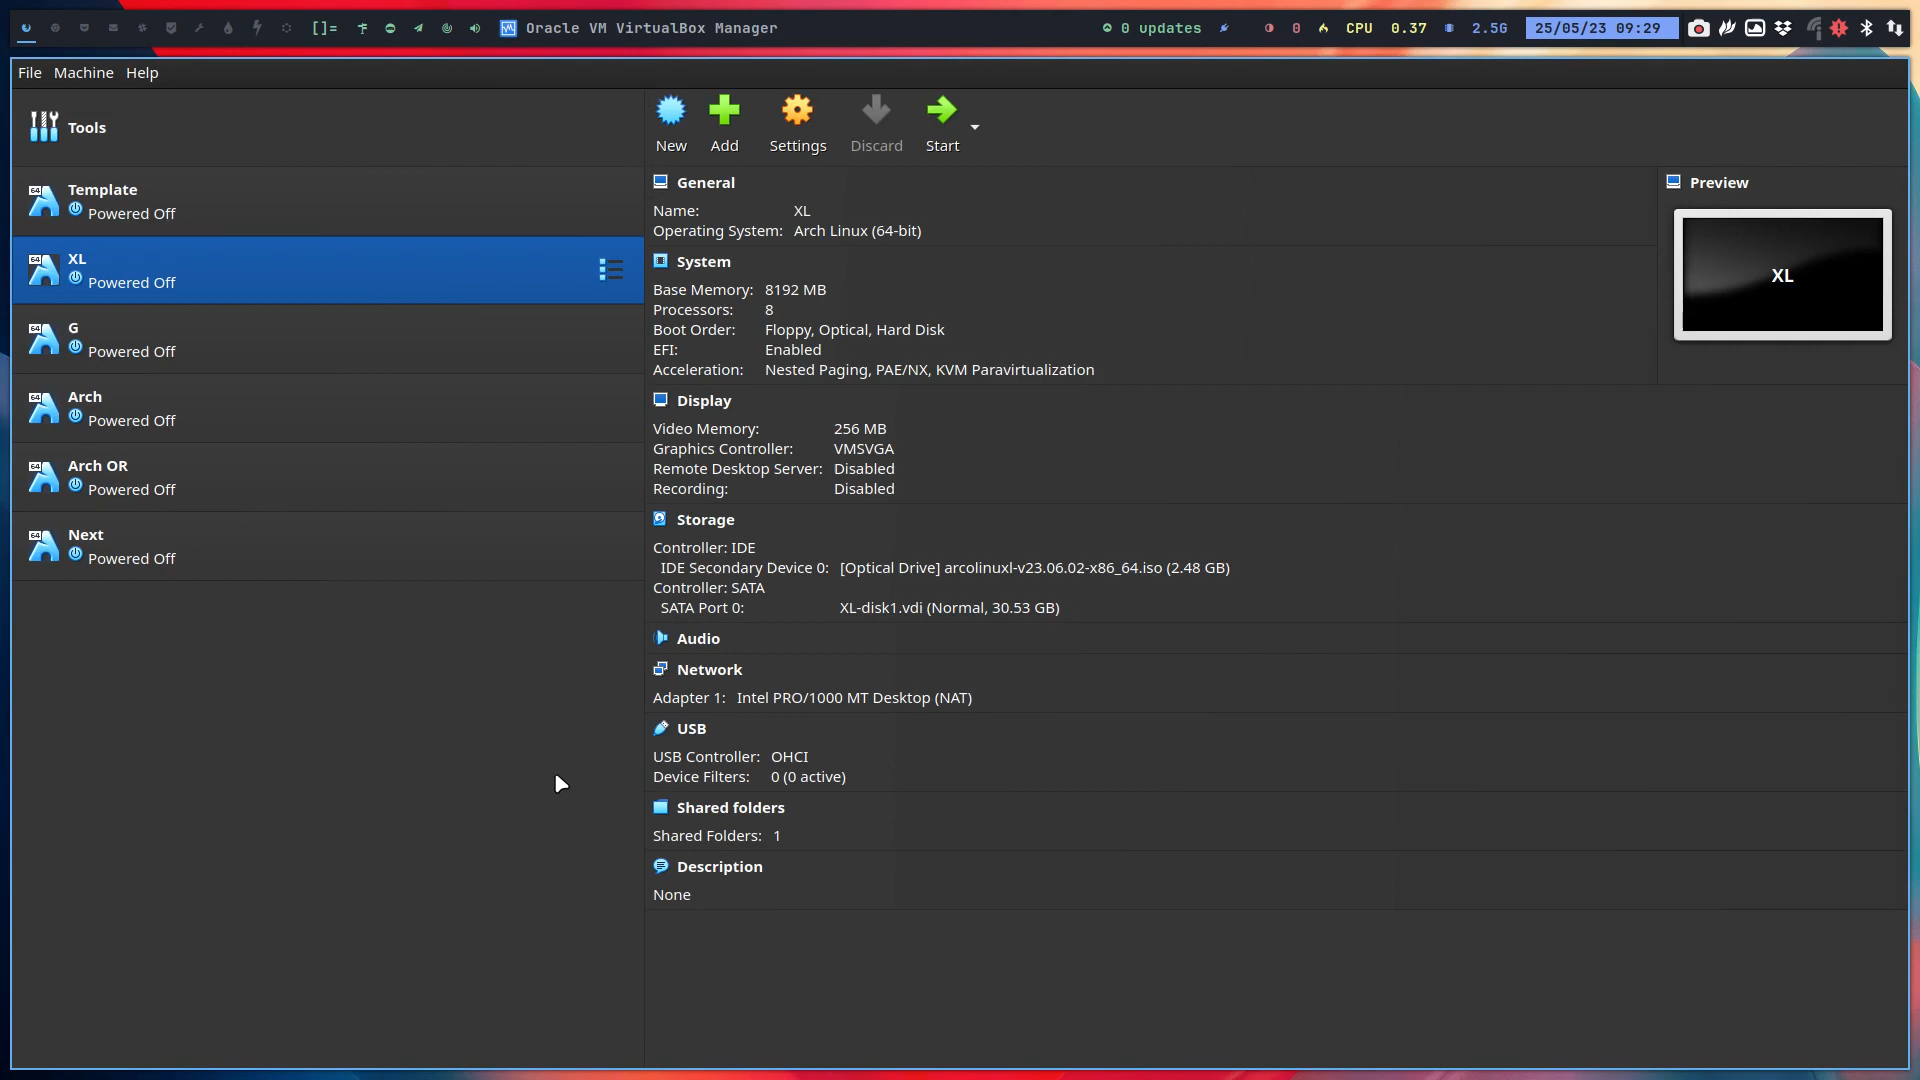 []= Oracle VM VirtualBox Manager 0 updates 0 CPU 0.37 2.5G 25/05/23 09:29
File Machine Help
Tools
New Add Settings Discard Start
64 Template
Powered Off
64 XL
Powered Off
64 G
Powered Off
64 Arch
Powered Off
64 Arch OR
Powered Off
64 Next
Powered Off
General
Name: XL
Operating System: Arch Linux (64-bit)
System
Base Memory: 8192 MB
Processors: 8
Boot Order: Floppy, Optical, Hard Disk
EFI: Enabled
Acceleration: Nested Paging, PAE/NX, KVM Paravirtualization
Display
Video Memory: 256 MB
Graphics Controller: VMSVGA
Remote Desktop Server: Disabled
Recording: Disabled
Storage
Controller: IDE
IDE Secondary Device 0: [Optical Drive] arcolinuxl-v23.06.02-x86_64.iso (2.48 GB)
Controller: SATA
SATA Port 0: XL-disk1.vdi (Normal, 30.53 GB)
Audio
Network
Adapter 1: Intel PRO/1000 MT Desktop (NAT)
USB
USB Controller: OHCI
Device Filters: 0 (0 active)
Shared folders
Shared Folders: 1
Description
None
Preview
XL